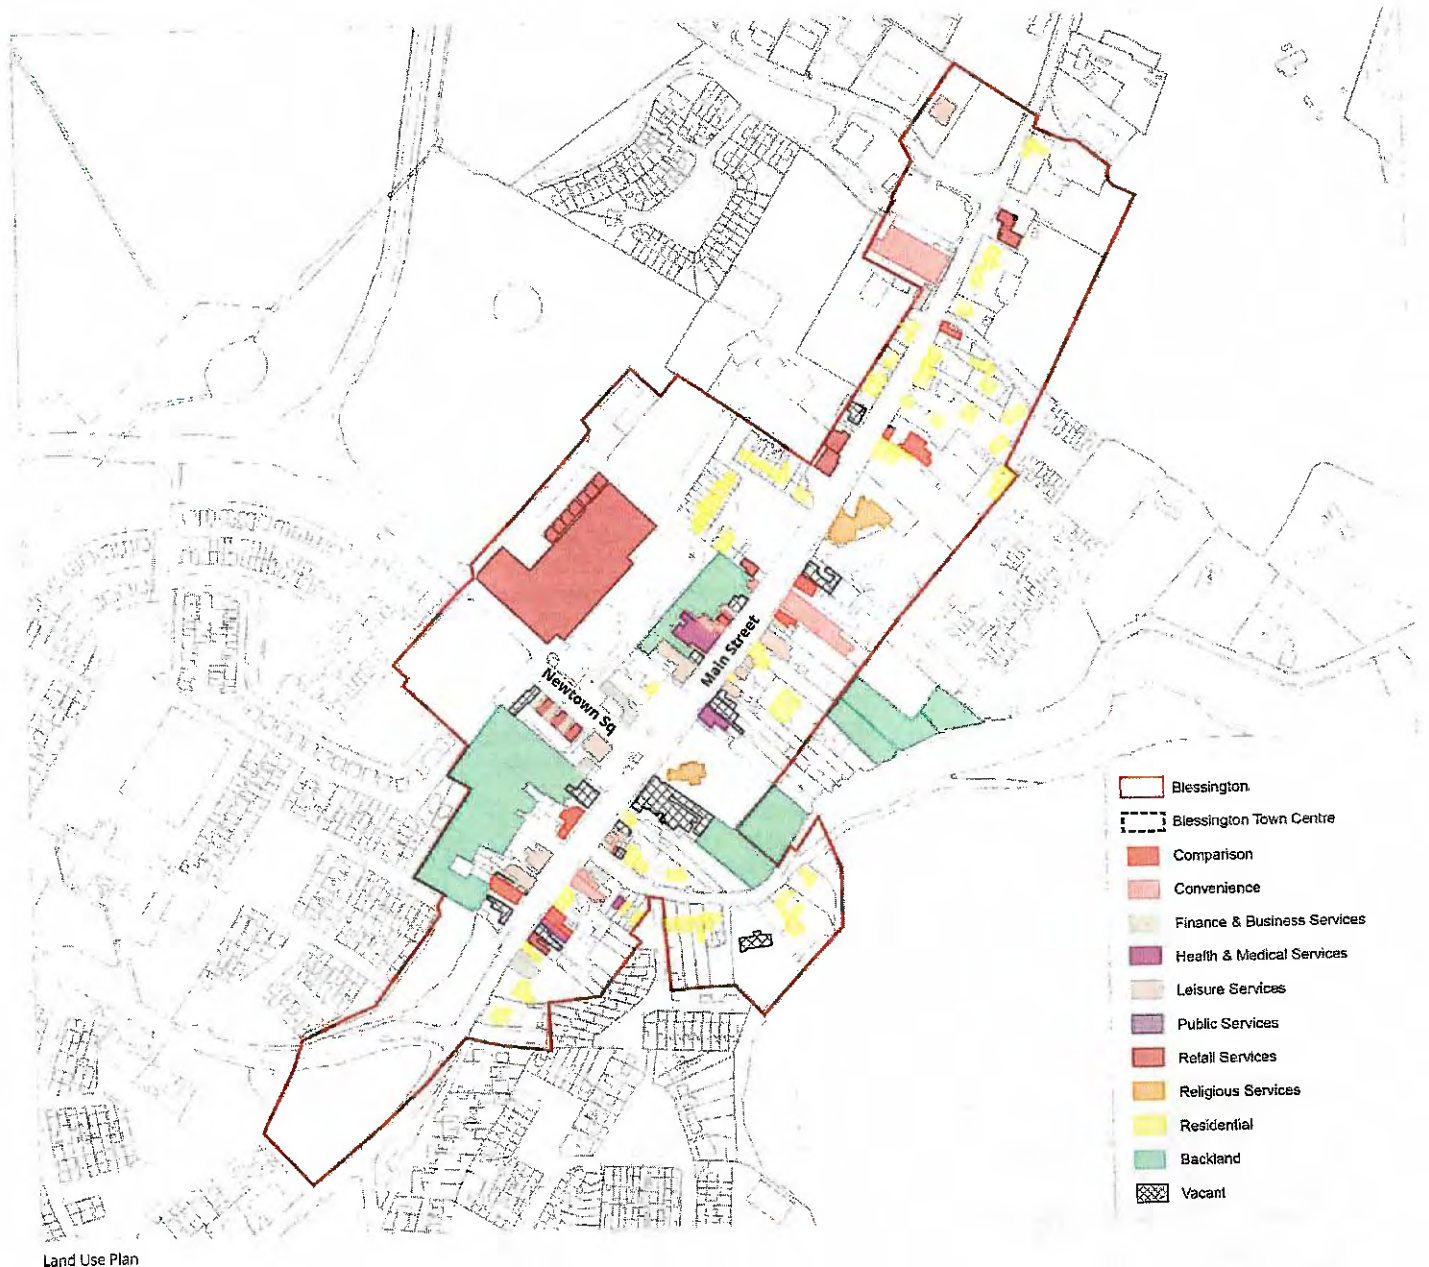 Main Street
Newtown Sq
Blessington
Blessington Town Centre
Comparison
Convenience
Finance & Business Services
Health & Medical Services
Leisure Services
Public Services
Retail Services
Religious Services
Residential
Backland
Vacant
Land Use Plan